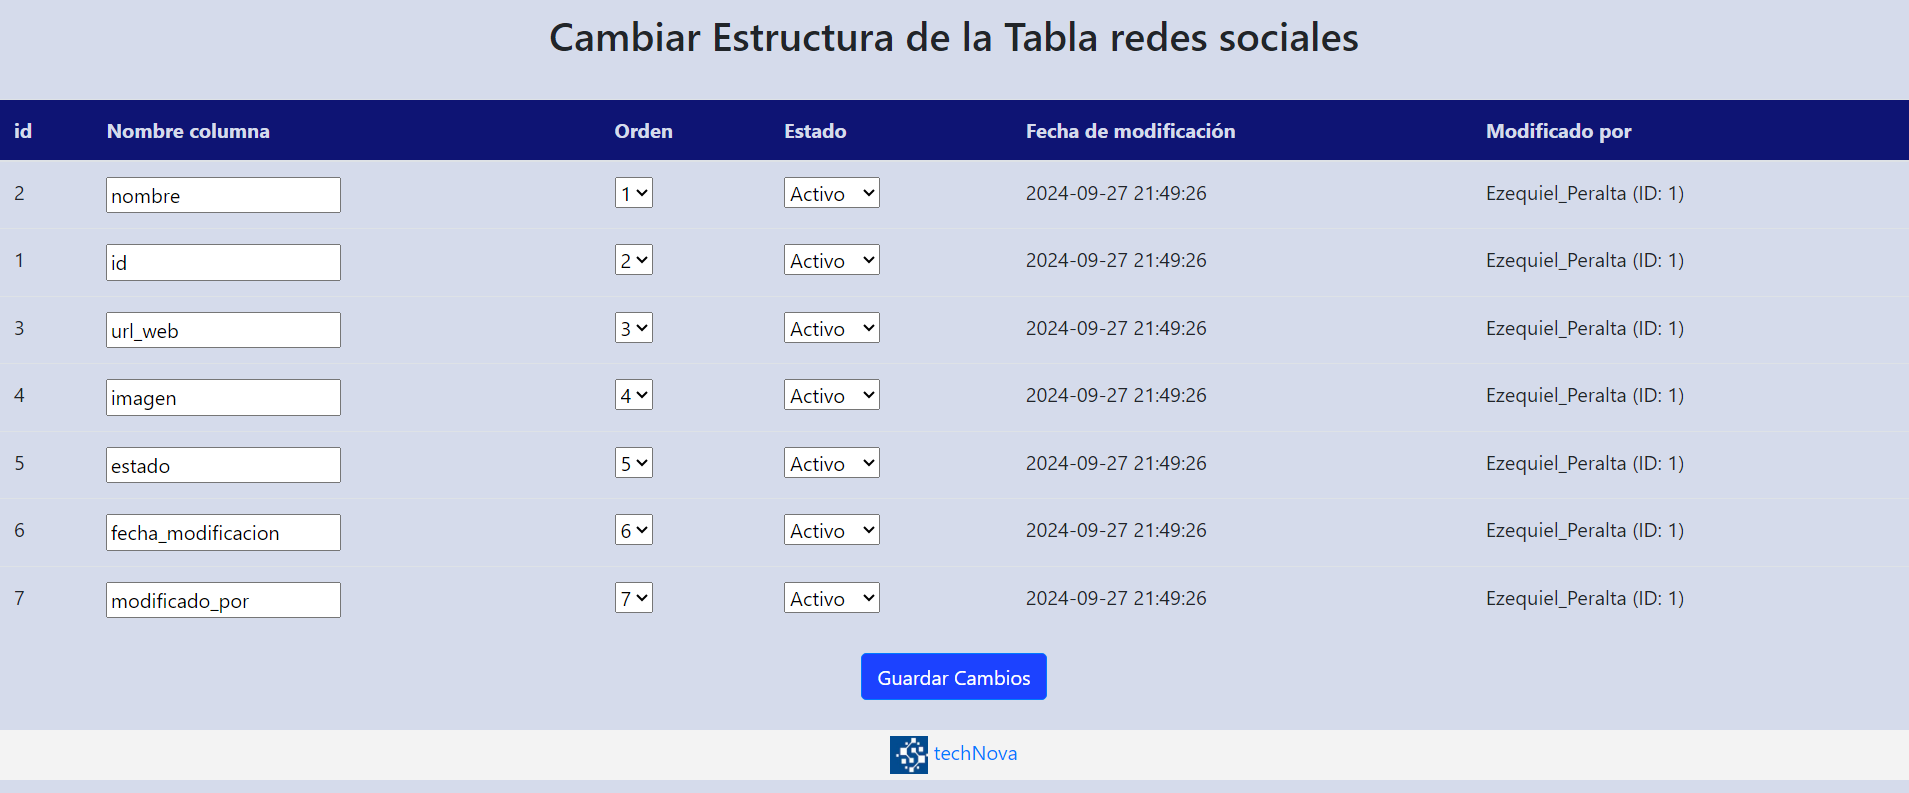 Cambiar Estructura de la Tabla redes sociales
id Nombre columna Orden Estado Fecha de modificación Modificado por
2 nombre 1 Activo 2024-09-27 21:49:26 Ezequiel_Peralta (ID: 1)
1 id 2 Activo 2024-09-27 21:49:26 Ezequiel_Peralta (ID: 1)
3 url_web 3 Activo 2024-09-27 21:49:26 Ezequiel_Peralta (ID: 1)
4 imagen 4 Activo 2024-09-27 21:49:26 Ezequiel_Peralta (ID: 1)
5 estado 5 Activo 2024-09-27 21:49:26 Ezequiel_Peralta (ID: 1)
6 fecha_modificacion 6 Activo 2024-09-27 21:49:26 Ezequiel_Peralta (ID: 1)
7 modificado_por 7 Activo 2024-09-27 21:49:26 Ezequiel_Peralta (ID: 1)
Guardar Cambios
techNova